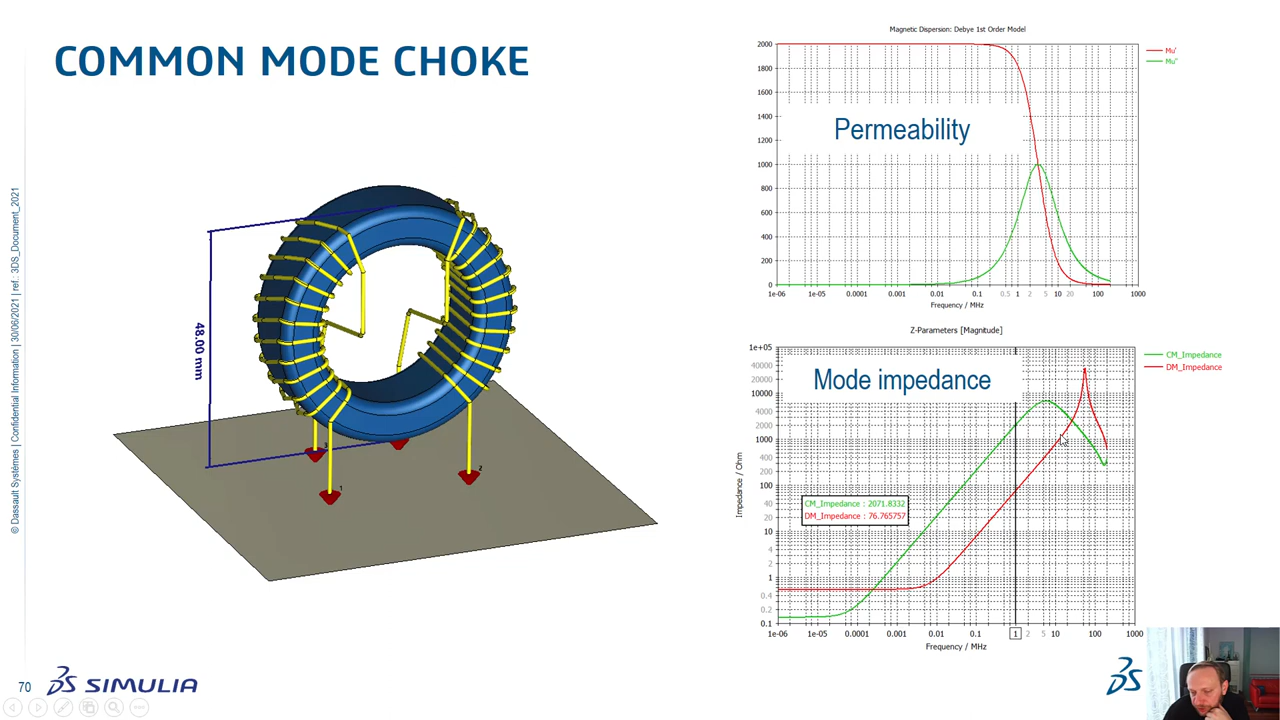 COMMON MODE CHOKE
© Dassault Systèmes | Confidential Information | 30/06/2021 | ref.: 3DS_Document_2021
48.00 mm
3
1
2
Magnetic Dispersion: Debye 1st Order Model
Mu'
Mu''
Permeability
2000
1800
1600
1400
1200
1000
800
600
400
200
0
1e-06 1e-05 0.0001 0.001 0.01 0.1 0.5 1 2 5 10 20 100 1000
Frequency / MHz
Z-Parameters [Magnitude]
CM_Impedance
DM_Impedance
Mode impedance
1e+05
40000
20000
10000
4000
2000
1000
400
200
100
40
20
10
4
2
1
0.4
0.2
0.1
Impedance / Ohm
CM_Impedance : 2071.8332
DM_Impedance : 76.765757
1e-06 1e-05 0.0001 0.001 0.01 0.1 1 2 5 10 100 1000
Frequency / MHz
70
3DS SIMULIA
3DS